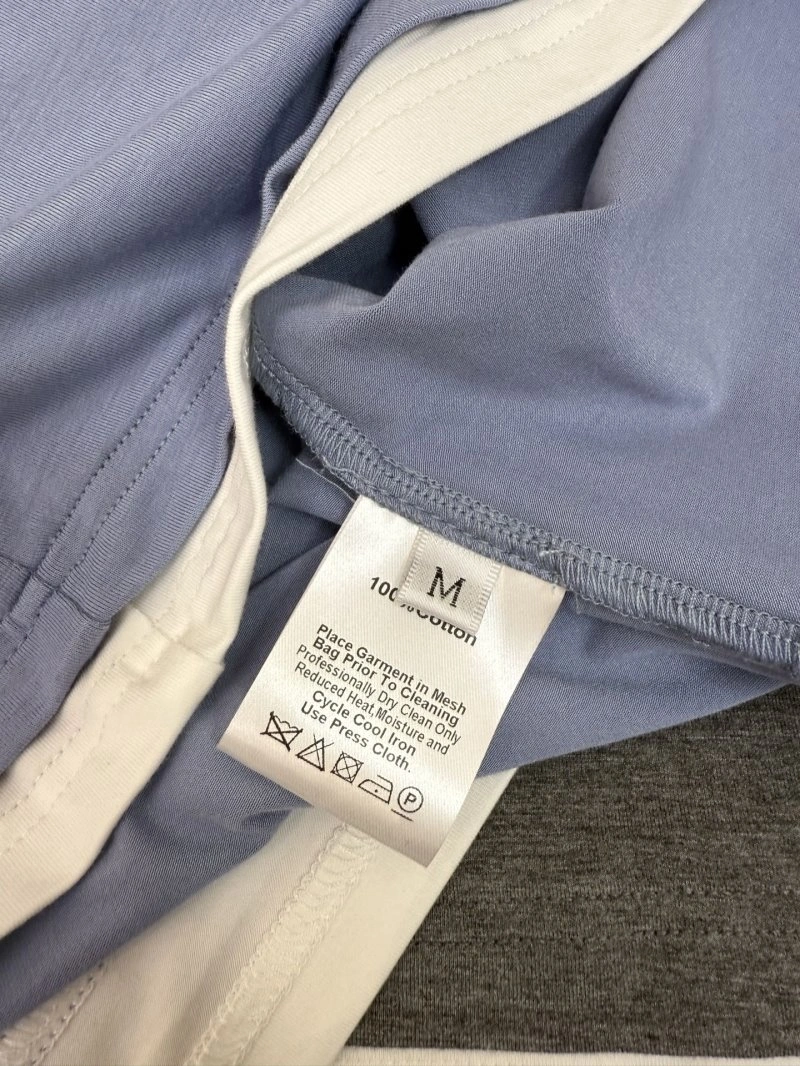 M
100% Cotton
Place Garment in Mesh
Bag Prior To Cleaning
Professionally Dry Clean Only
Reduced Heat,Moisture and
Cycle Cool Iron
Use Press Cloth.
P